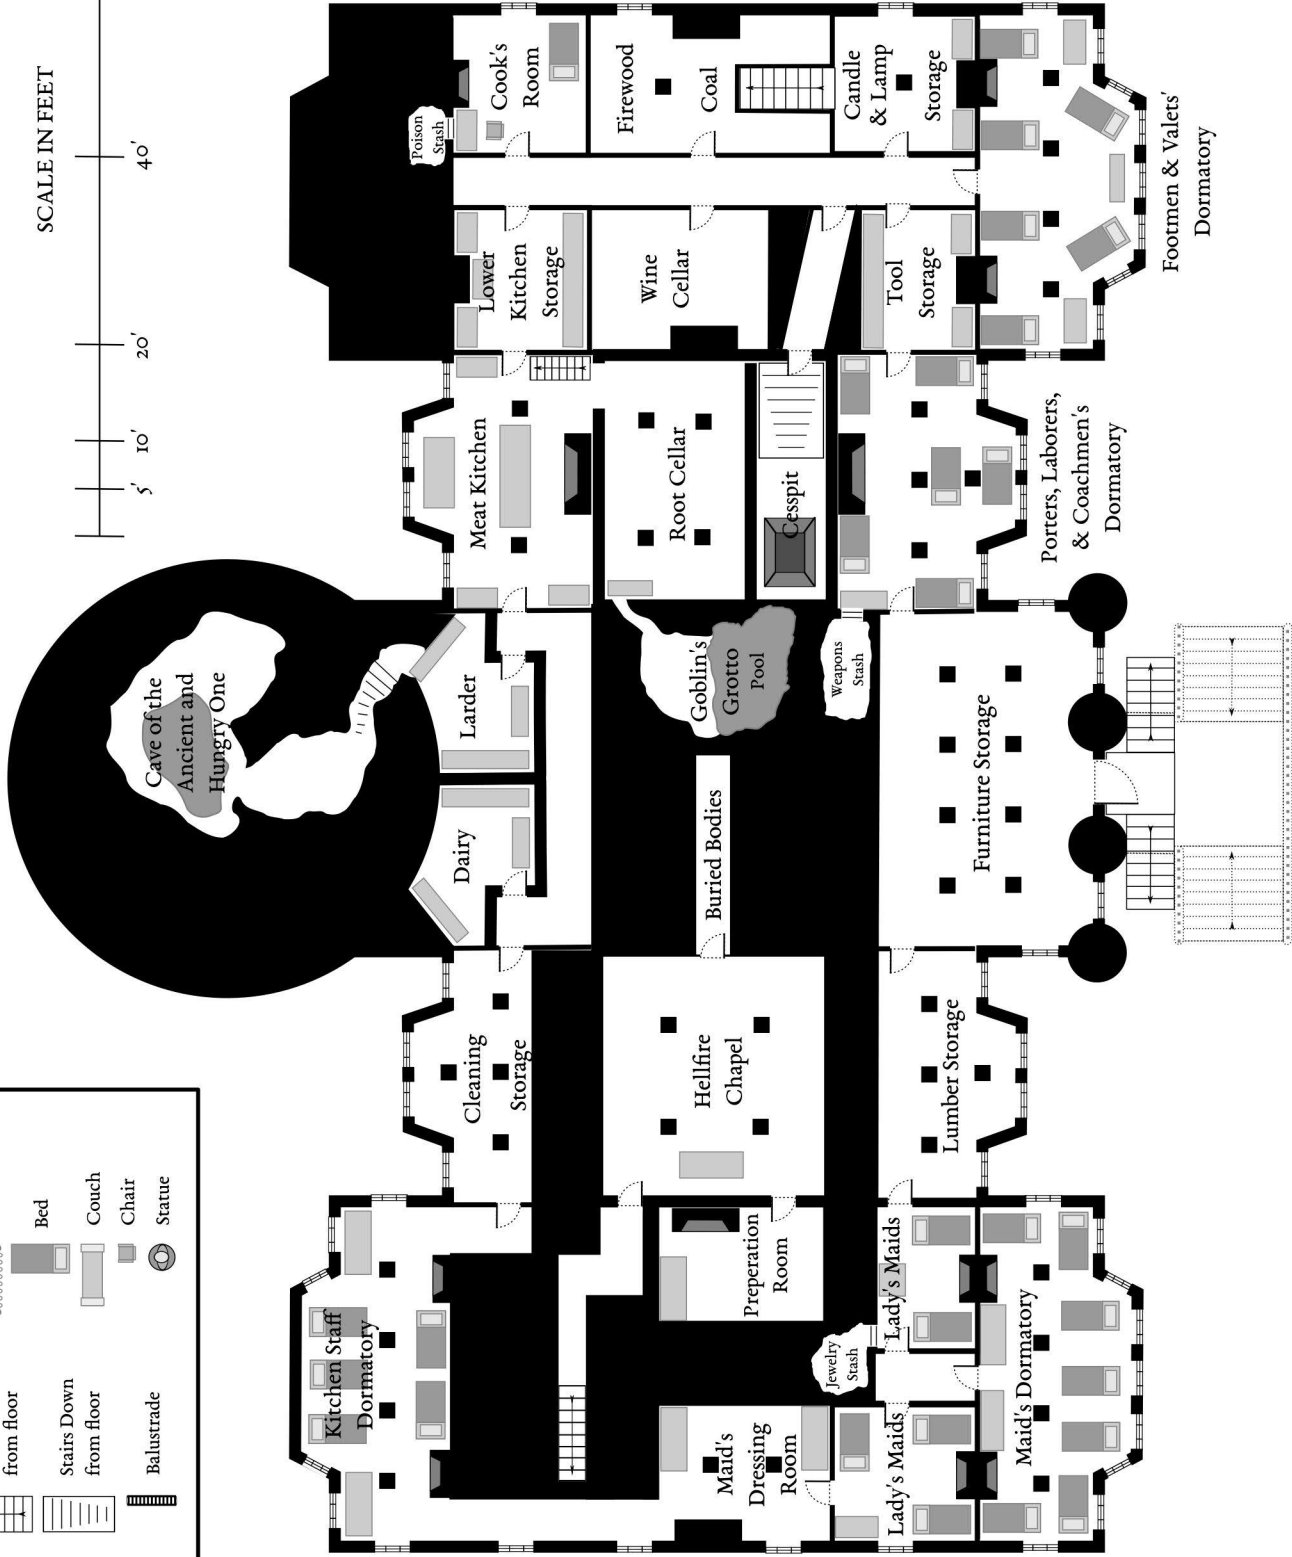 SCALE IN FEET
5'
10'
20'
40'
from floor
Stairs Down
from floor
Balustrade
Bed
Couch
Chair
Statue
Kitchen Staff
Dormatory
Cleaning
Storage
Dairy
Larder
Cave of the
Ancient and
Hungry One
Meat Kitchen
Lower
Kitchen
Storage
Poison
Stash
Cook's
Room
Firewood
Coal
Candle
& Lamp
Storage
Wine
Cellar
Tool
Storage
Root Cellar
Cesspit
Goblin's
Grotto
Pool
Weapons
Stash
Buried Bodies
Hellfire
Chapel
Preperation
Room
Maid's
Dressing
Room
Jewelry
Stash
Lady's Maids
Lady's Maids
Maid's Dormatory
Lumber Storage
Furniture Storage
Porters, Laborers,
& Coachmen's
Dormatory
Footmen & Valets'
Dormatory